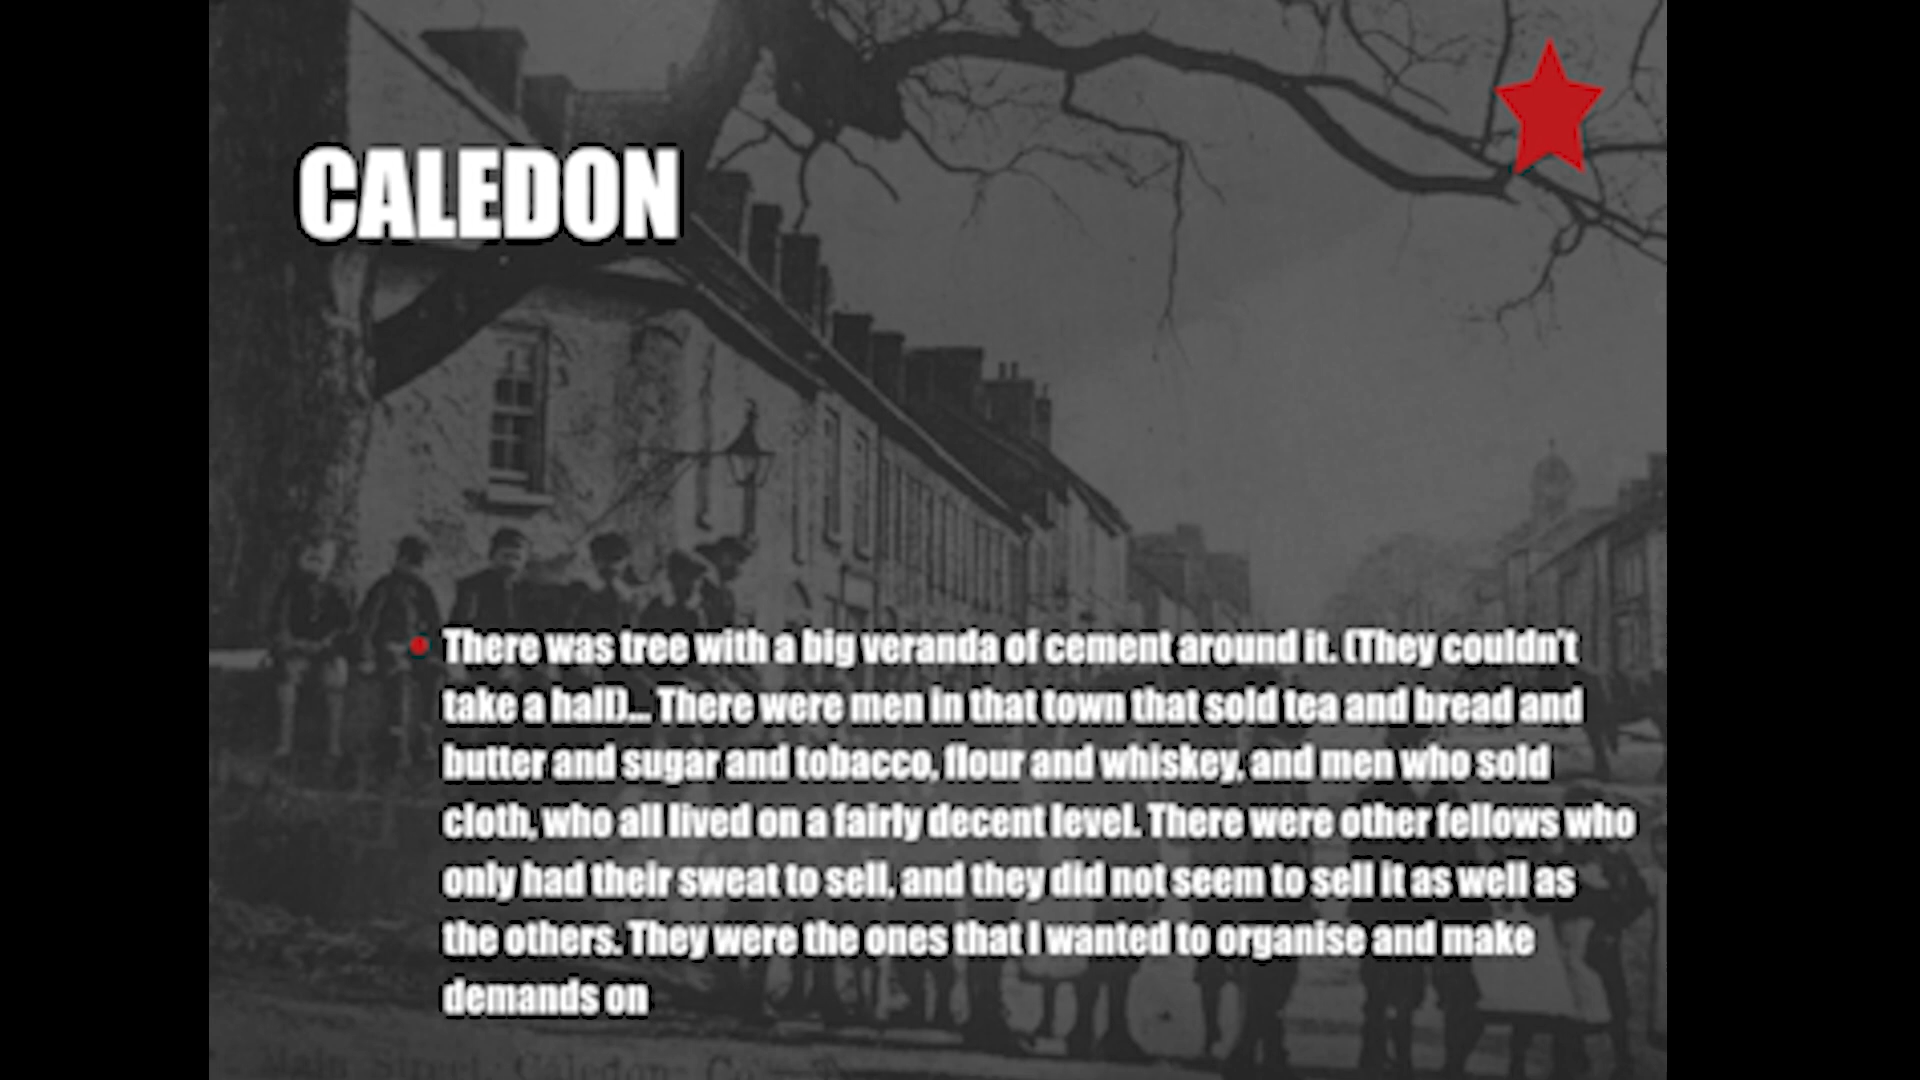 CALEDON
There was tree with a big veranda of cement around it. (They couldn't
take a hall)... There were men in that town that sold tea and bread and
butter and sugar and tobacco, flour and whiskey, and men who sold
cloth, who all lived on a fairly decent level. There were other fellows who
only had their sweat to sell, and they did not seem to sell it as well as
the others. They were the ones that I wanted to organise and make
demands on
Main Street, Caledon, Co.